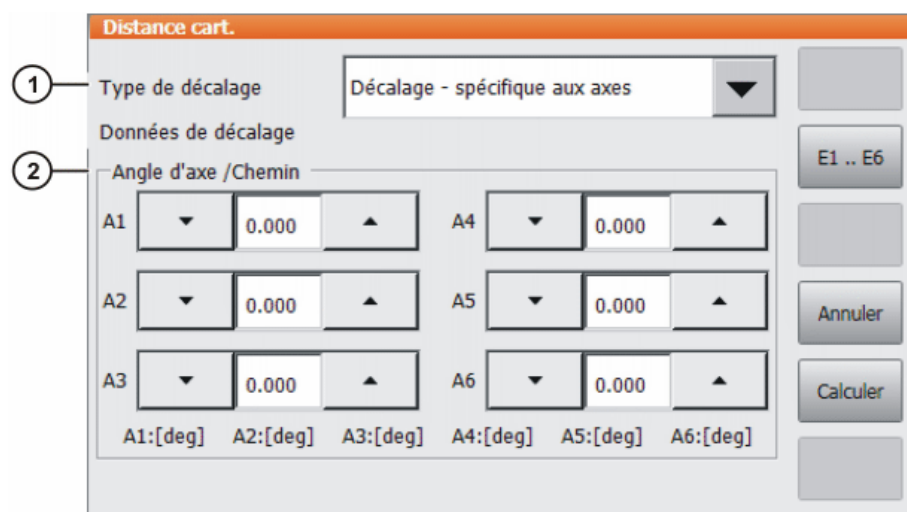 Distance cart.
1
Type de décalage
Décalage - spécifique aux axes
Données de décalage
E1 .. E6
2
Angle d'axe /Chemin
A1 0.000 A4 0.000
A2 0.000 A5 0.000
Annuler
A3 0.000 A6 0.000
Calculer
A1:[deg] A2:[deg] A3:[deg] A4:[deg] A5:[deg] A6:[deg]